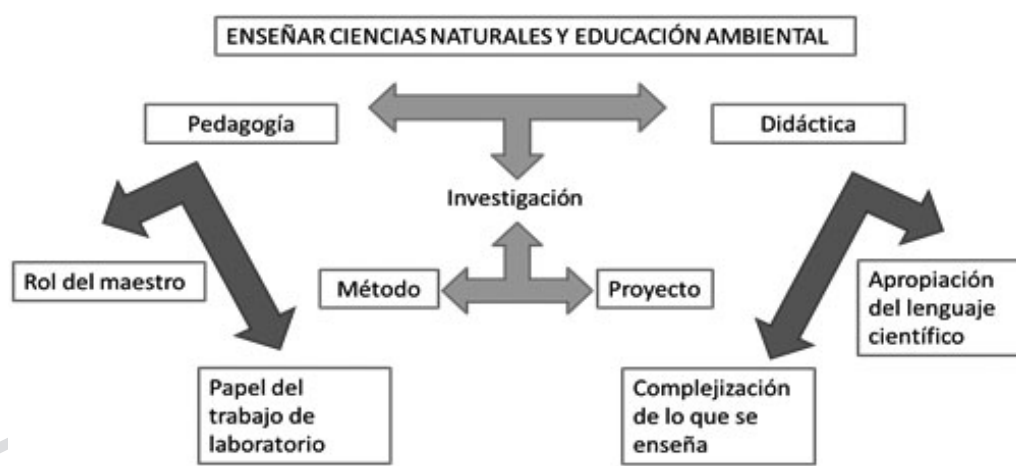 ENSEÑAR CIENCIAS NATURALES Y EDUCACIÓN AMBIENTAL
Pedagogía
Didáctica
Investigación
Rol del maestro
Método
Proyecto
Apropiación
del lenguaje
científico
Papel del
trabajo de
laboratorio
Complejización
de lo que se
enseña